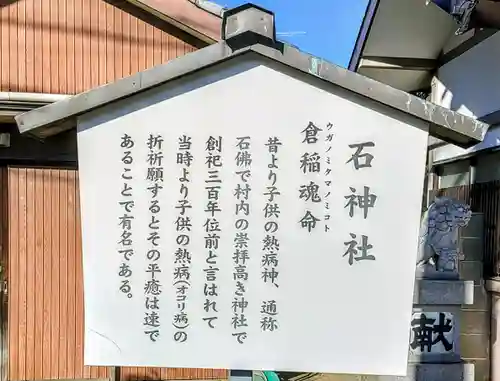 石神社
ウガノミタマノミコト
倉稲魂命
昔より子供の熱病神、通称
石佛で村内の崇拝高き神社で
創祀三百年位前と言はれて
当時より子供の熱病(オコリ病)の
折祈願するとその平癒は速で
あることで有名である。
献